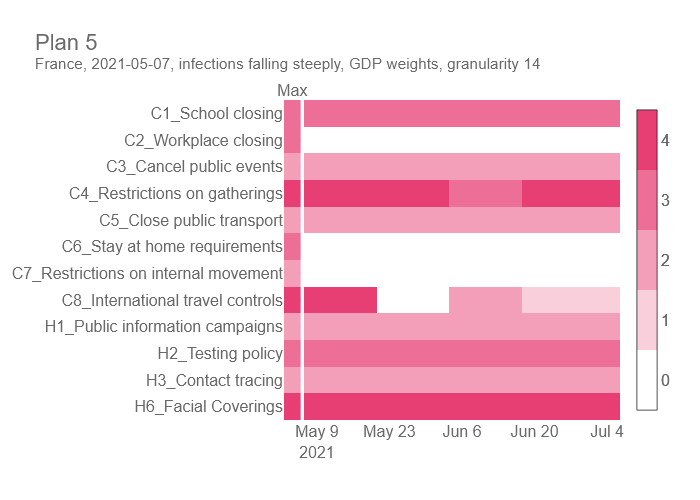 Plan 5
France, 2021-05-07, infections falling steeply, GDP weights, granularity 14
Max
C1_School closing
C2_Workplace closing
C3_Cancel public events
C4_Restrictions on gatherings
C5_Close public transport
C6_Stay at home requirements
C7_Restrictions on internal movement
C8_International travel controls
H1_Public information campaigns
H2_Testing policy
H3_Contact tracing
H6_Facial Coverings
May 9 May 23 Jun 6 Jun 20 Jul 4
2021
4
3
2
1
0